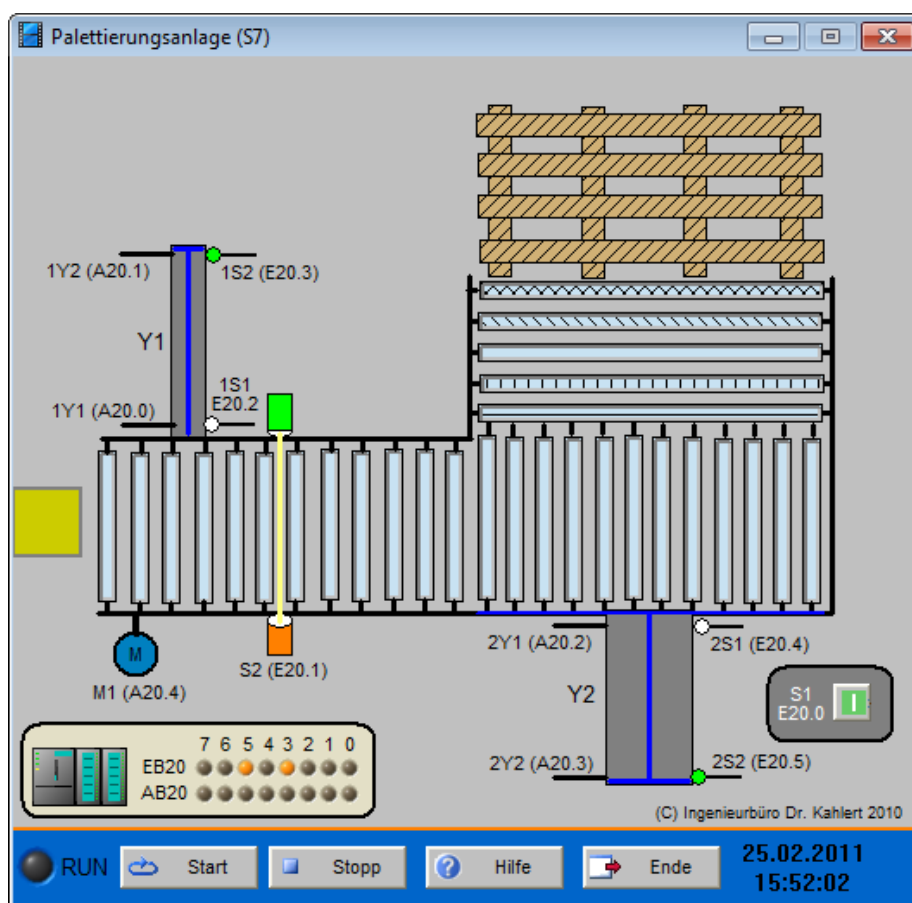 Palettierungsanlage (S7)
1Y2 (A20.1)
1S2 (E20.3)
Y1
1S1
E20.2
1Y1 (A20.0)
M
M1 (A20.4)
S2 (E20.1)
2Y1 (A20.2)
2S1 (E20.4)
Y2
S1
E20.0
2Y2 (A20.3)
2S2 (E20.5)
7 6 5 4 3 2 1 0
EB20
AB20
(C) Ingenieurbüro Dr. Kahlert 2010
RUN
Start
Stopp
Hilfe
Ende
25.02.2011
15:52:02